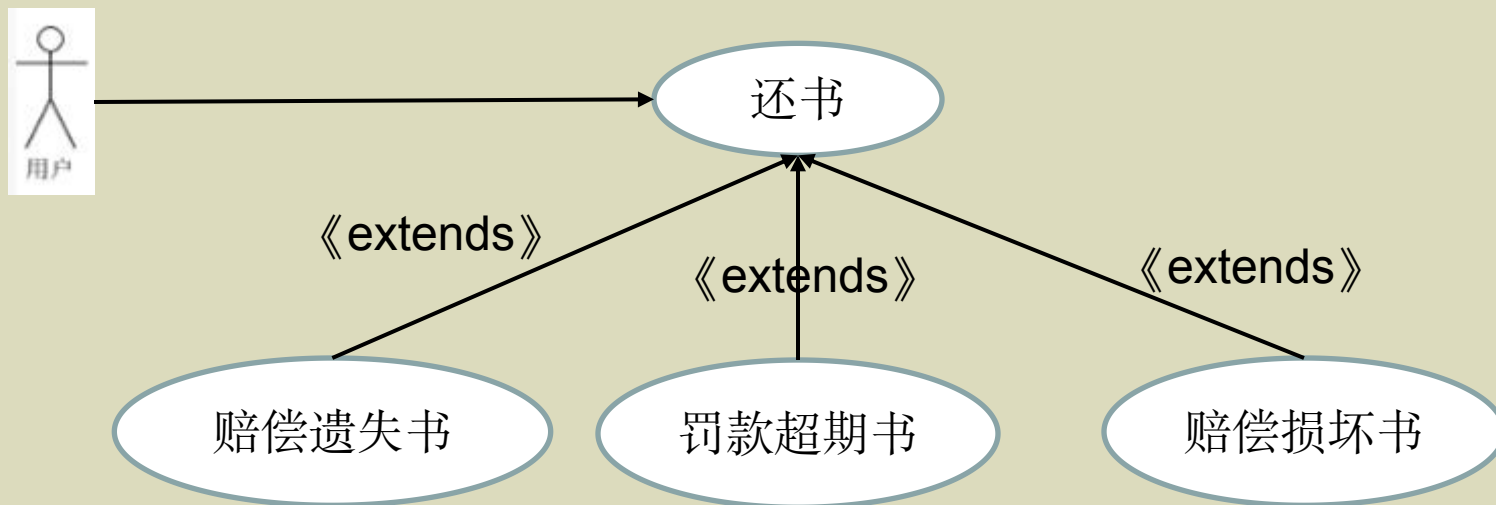 还书
用户
《extends》
《extends》
《extends》
赔偿遗失书
罚款超期书
赔偿损坏书